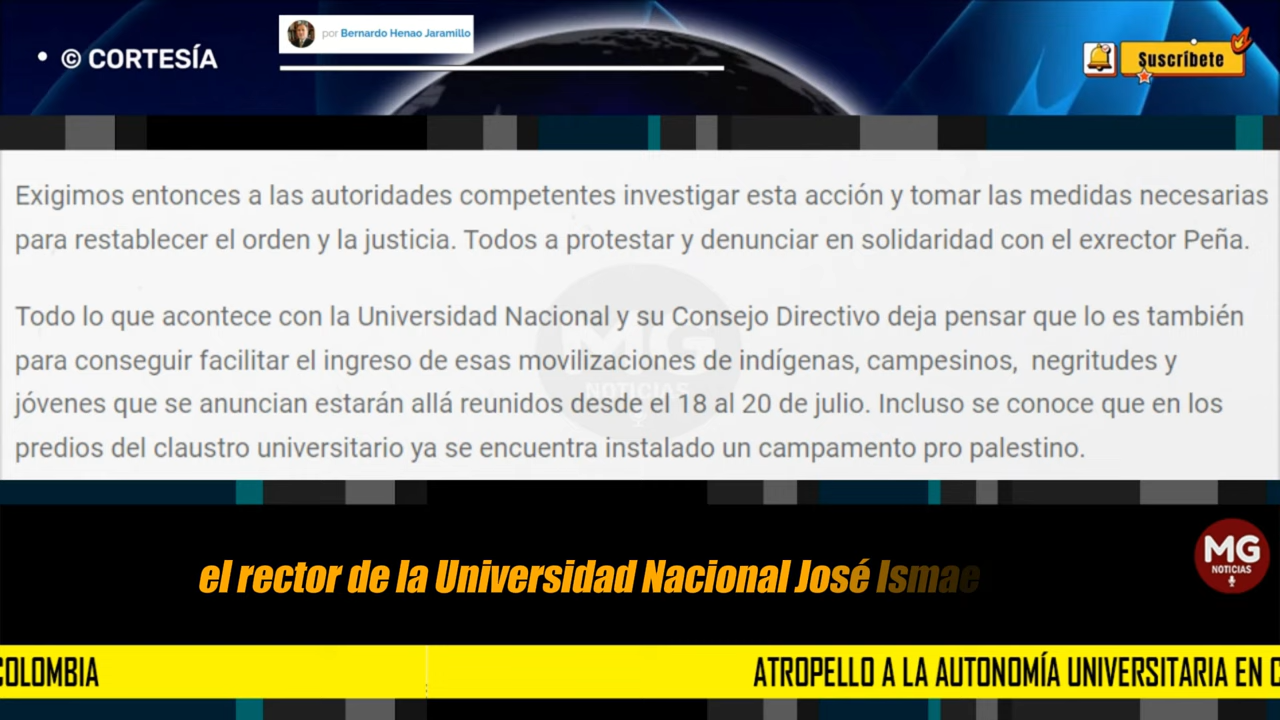 • © CORTESÍA
por Bernardo Henao Jaramillo
Suscríbete
Exigimos entonces a las autoridades competentes investigar esta acción y tomar las medidas necesarias
para restablecer el orden y la justicia. Todos a protestar y denunciar en solidaridad con el exrector Peña.
Todo lo que acontece con la Universidad Nacional y su Consejo Directivo deja pensar que lo es también
para conseguir facilitar el ingreso de esas movilizaciones de indígenas, campesinos, negritudes y
jóvenes que se anuncian estarán allá reunidos desde el 18 al 20 de julio. Incluso se conoce que en los
predios del claustro universitario ya se encuentra instalado un campamento pro palestino.
MG
NOTICIAS
el rector de la Universidad Nacional José Ismae
MG
NOTICIAS
COLOMBIA
ATROPELLO A LA AUTONOMÍA UNIVERSITARIA EN C